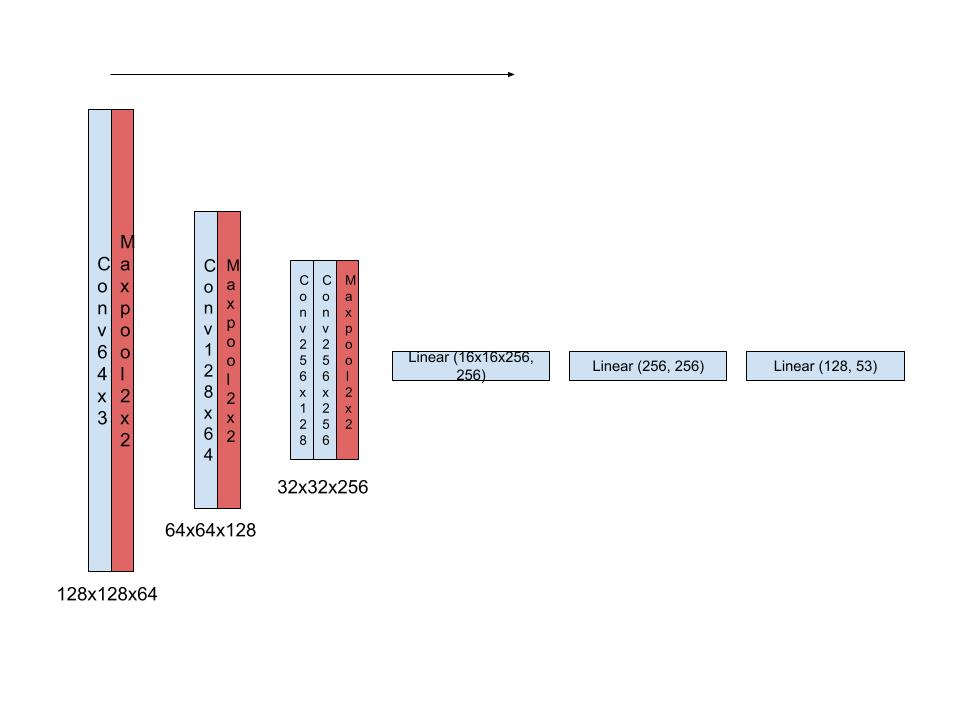 Conv64x3
Maxpool2x2
128x128x64
Conv128x64
Maxpool2x2
64x64x128
Conv256x128
Conv256x256
Maxpool2x2
32x32x256
Linear (16x16x256,
256)
Linear (256, 256)
Linear (128, 53)